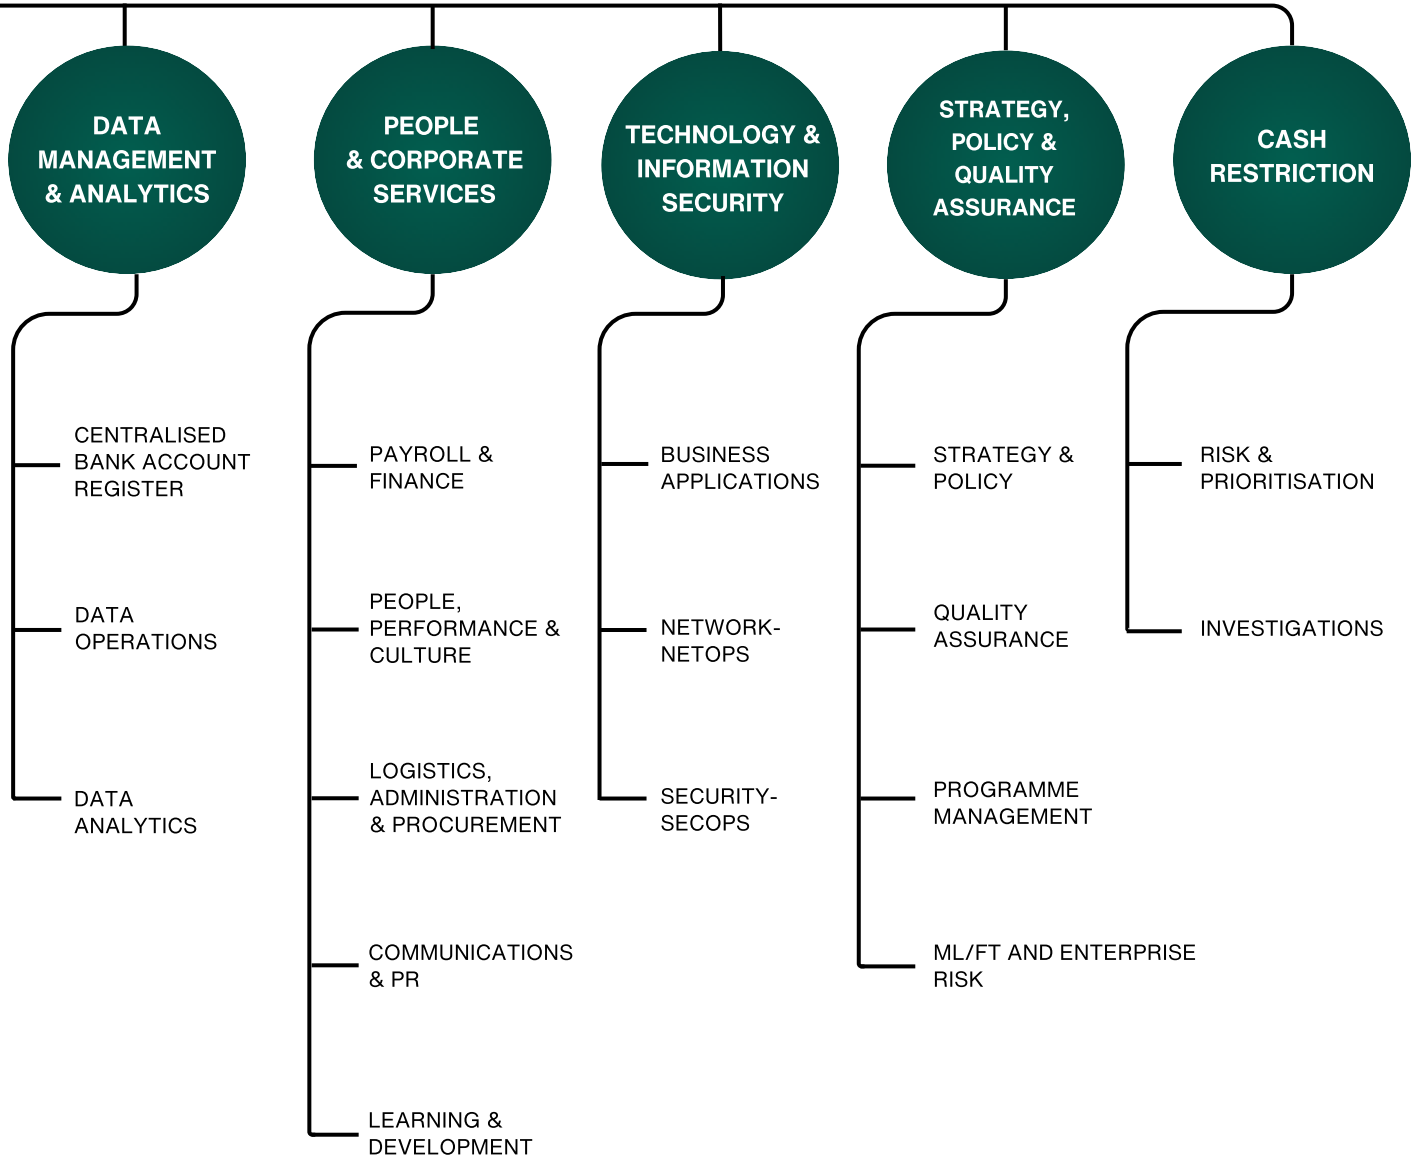 DATA
MANAGEMENT
& ANALYTICS
CENTRALISED
BANK ACCOUNT
REGISTER
DATA
OPERATIONS
DATA
ANALYTICS
PEOPLE
& CORPORATE
SERVICES
PAYROLL &
FINANCE
PEOPLE,
PERFORMANCE &
CULTURE
LOGISTICS,
ADMINISTRATION
& PROCUREMENT
COMMUNICATIONS
& PR
LEARNING &
DEVELOPMENT
TECHNOLOGY &
INFORMATION
SECURITY
BUSINESS
APPLICATIONS
NETWORK-
NETOPS
SECURITY-
SECOPS
STRATEGY,
POLICY &
QUALITY
ASSURANCE
STRATEGY &
POLICY
QUALITY
ASSURANCE
PROGRAMME
MANAGEMENT
ML/FT AND ENTERPRISE
RISK
CASH
RESTRICTION
RISK &
PRIORITISATION
INVESTIGATIONS